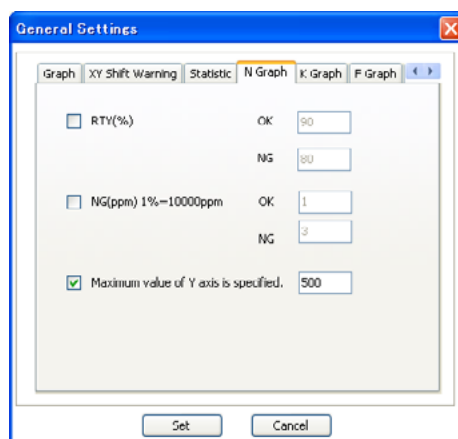 General Settings
Graph XY Shift Warning Statistic N Graph K Graph F Graph
RTY(%) OK 90
NG 80
NG(ppm) 1%=10000ppm OK 1
NG 3
Maximum value of Y axis is specified. 500
Set Cancel